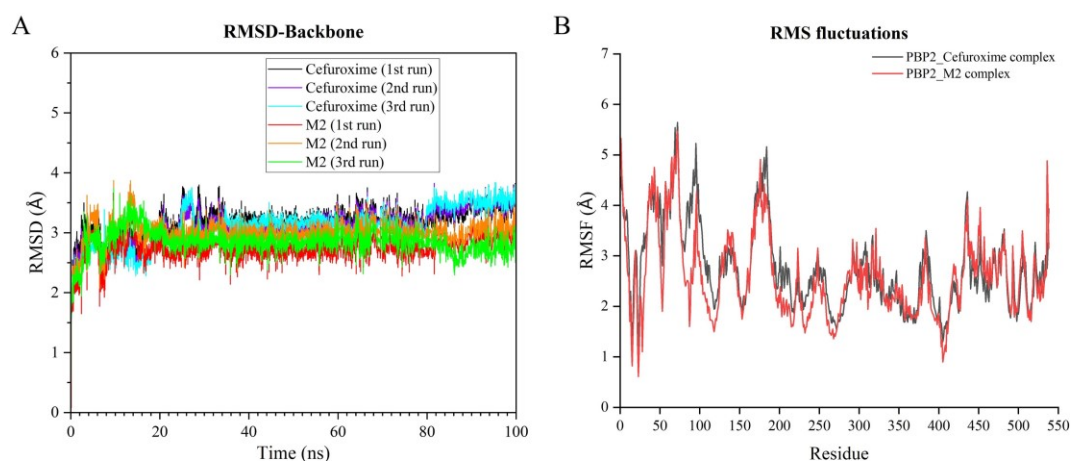 A
RMSD-Backbone
Cefuroxime (1st run)
Cefuroxime (2nd run)
Cefuroxime (3rd run)
M2 (1st run)
M2 (2nd run)
M2 (3rd run)
6
5
4
3
2
1
0
RMSD (Å)
0
20
40
60
80
100
Time (ns)
B
RMS fluctuations
PBP2_Cefuroxime complex
PBP2_M2 complex
7
6
5
4
3
2
1
0
RMSF (Å)
0
50
100
150
200
250
300
350
400
450
500
550
Residue